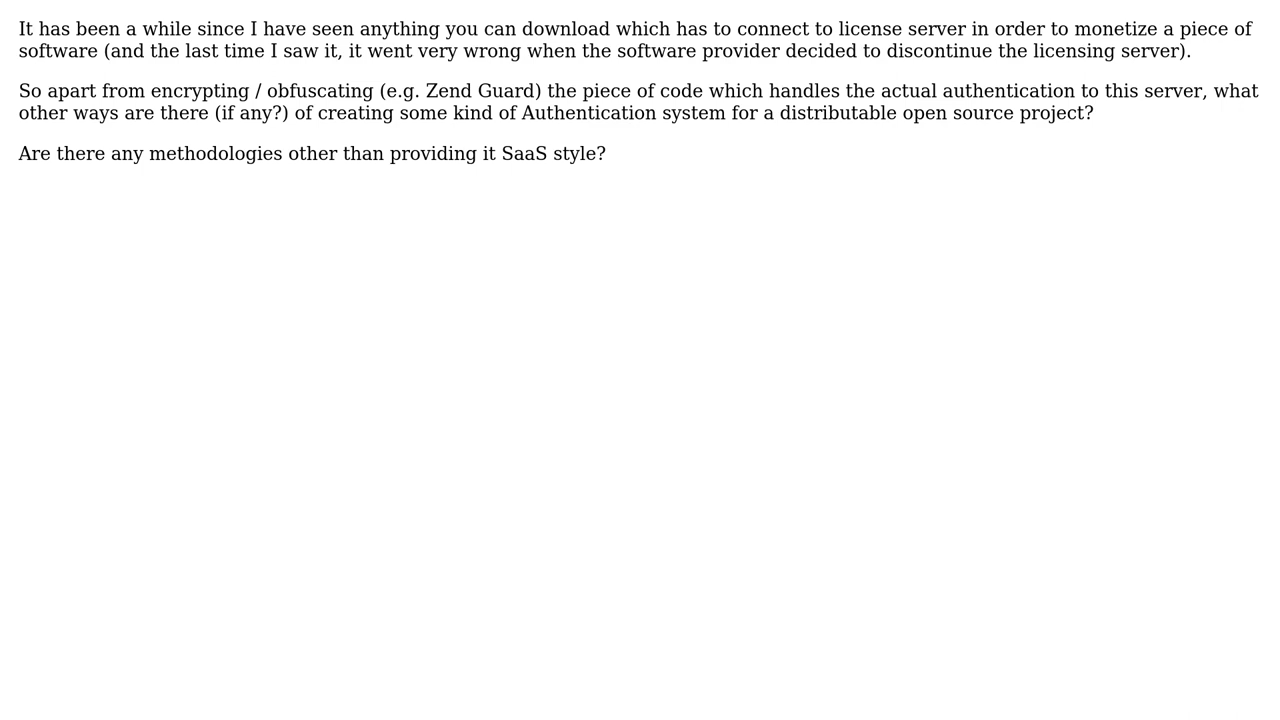 It has been a while since I have seen anything you can download which has to connect to license server in order to monetize a piece of
software (and the last time I saw it, it went very wrong when the software provider decided to discontinue the licensing server).
So apart from encrypting / obfuscating (e.g. Zend Guard) the piece of code which handles the actual authentication to this server, what
other ways are there (if any?) of creating some kind of Authentication system for a distributable open source project?
Are there any methodologies other than providing it SaaS style?